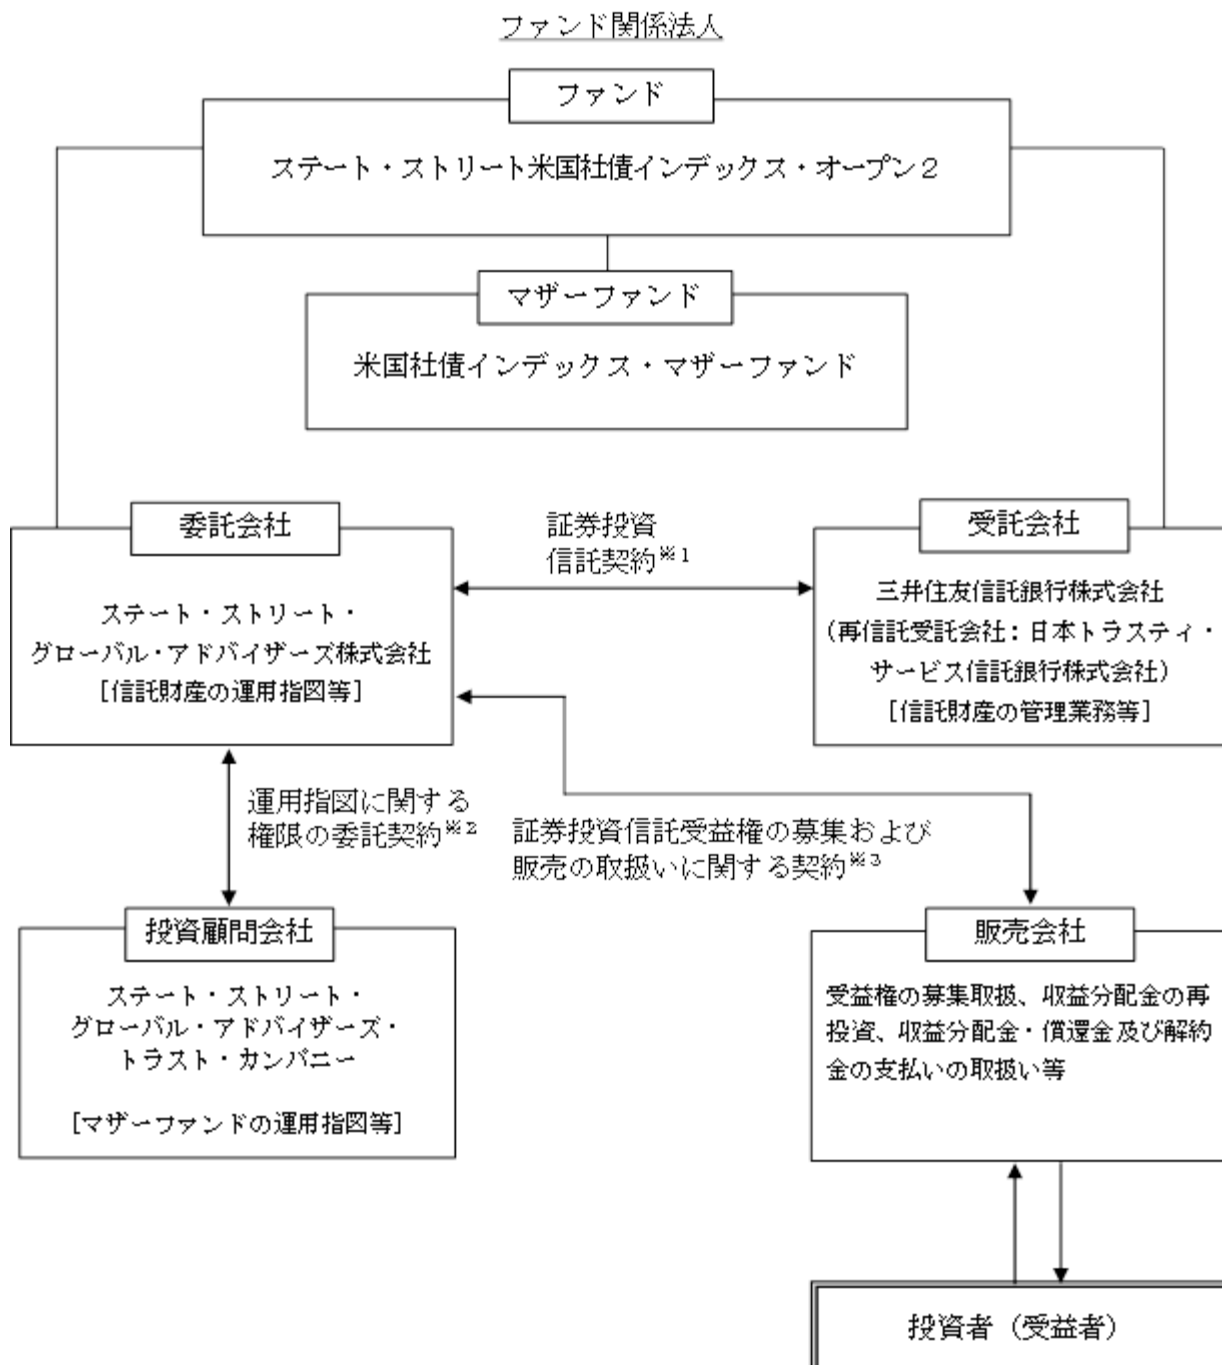 ファンド関係法人
ファンド
ステート・ストリート米国社債インデックス・オープン２
マザーファンド
米国社債インデックス・マザーファンド
委託会社
ステート・ストリート・
グローバル・アドバイザーズ株式会社
[信託財産の運用指図等]
証券投資
信託契約※1
受託会社
三井住友信託銀行株式会社
(再信託受託会社：日本トラスティ・
サービス信託銀行株式会社)
[信託財産の管理業務等]
運用指図に関する
権限の委託契約※2
証券投資信託受益権の募集および
販売の取扱いに関する契約※3
投資顧問会社
ステート・ストリート・
グローバル・アドバイザーズ・
トラスト・カンパニー
[マザーファンドの運用指図等]
販売会社
受益権の募集取扱、収益分配金の再
投資、収益分配金・償還金及び解約
金の支払いの取扱い等
投資者（受益者）